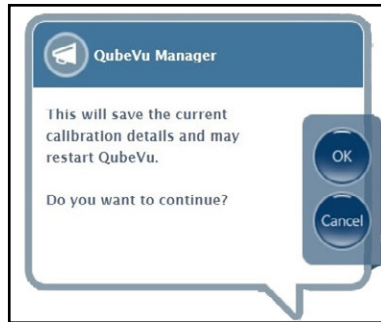 QubeVu Manager
This will save the current
calibration details and may
restart QubeVu.
Do you want to continue?
OK
Cancel